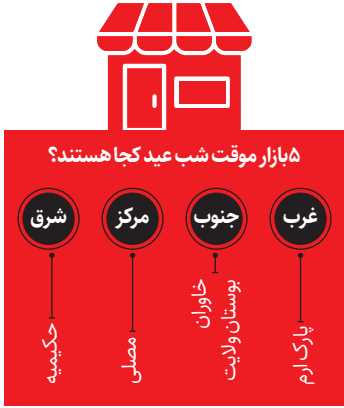 ۵بازار موقت شب عید کجا هستند؟
غرب
پارک ارم
جنوب
خاوران
بوستان ولایت
مرکز
مصلی
شرق
حکیمیه